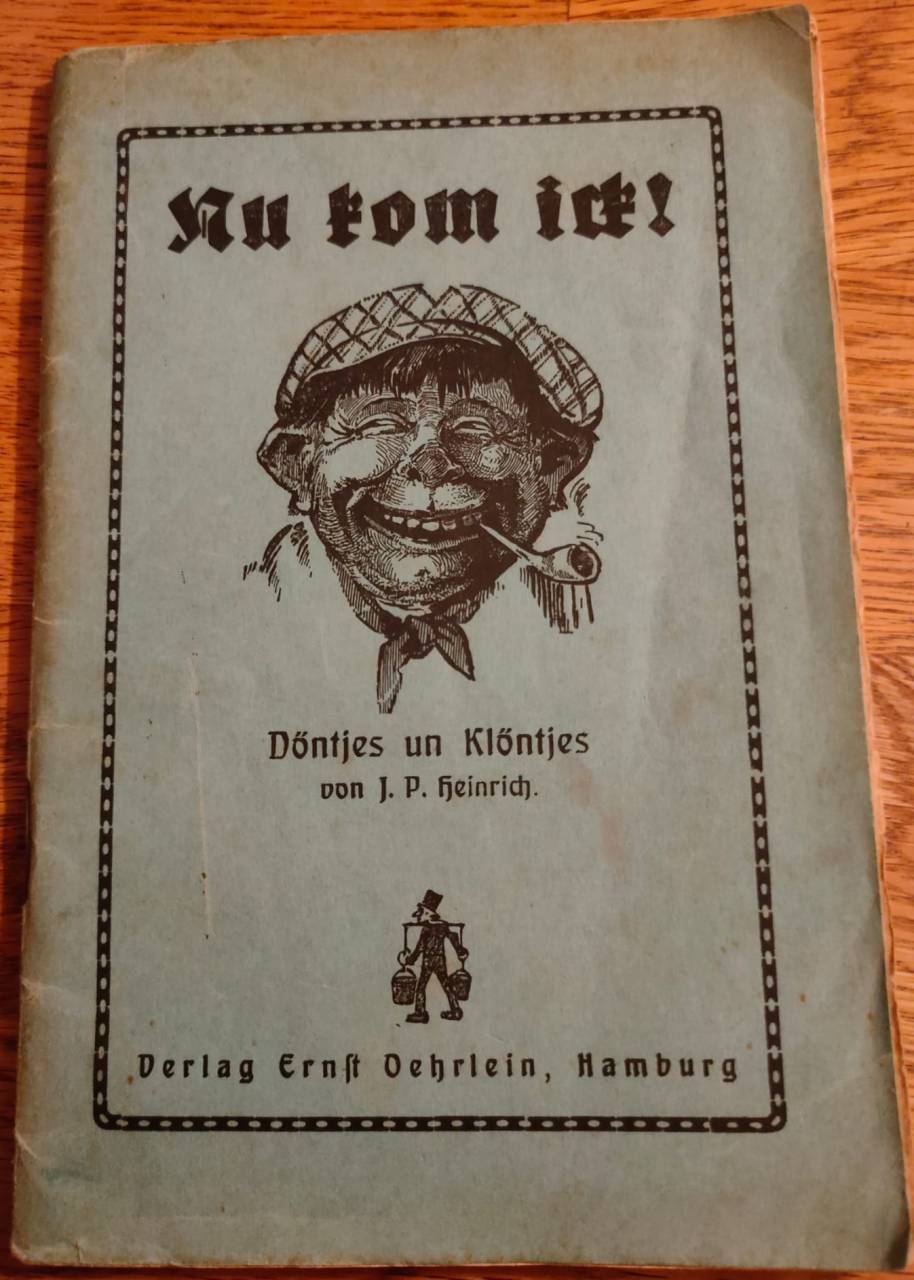 Nu kom ick!
Döntjes un Klöntjes
von J. P. Heinrich.
Verlag Ernſt Oehrlein, Hamburg